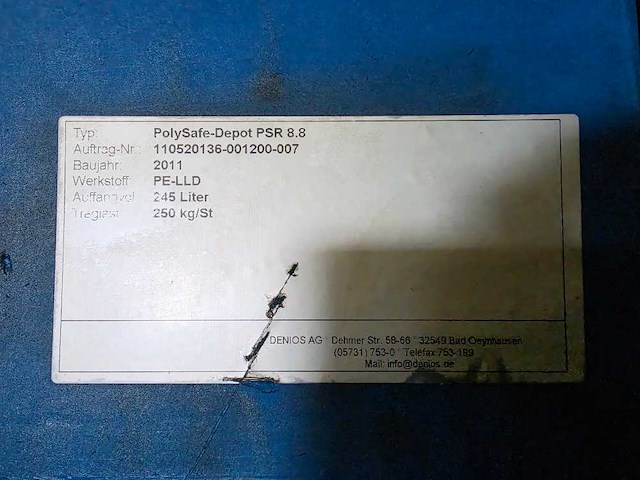 Typ: PolySafe-Depot PSR 8.8
Auftrag-Nr.: 110520136-001200-007
Baujahr: 2011
Werkstoff: PE-LLD
Auffangvol. 245 Liter
Traglast: 250 kg/St
DENIOS AG * Dehmer Str. 58-66 * 32549 Bad Oeynhausen
(05731) 753-0 * Telefax 753-199
Mail: info@denios.de